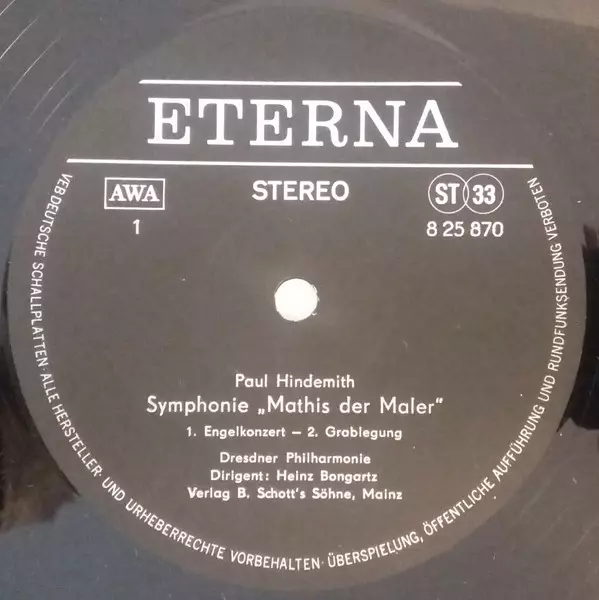 ETERNA
AWA STEREO ST 33
1 8 25 870
Paul Hindemith
Symphonie „Mathis der Maler"
1. Engelkonzert – 2. Grablegung
Dresdner Philharmonie
Dirigent: Heinz Bongartz
Verlag B. Schott's Söhne, Mainz
VEB DEUTSCHE SCHALLPLATTEN · ALLE HERSTELLER- UND URHEBERRECHTE VORBEHALTEN · ÜBERSPIELUNG, ÖFFENTLICHE AUFFÜHRUNG UND RUNDFUNKSENDUNG VERBOTEN